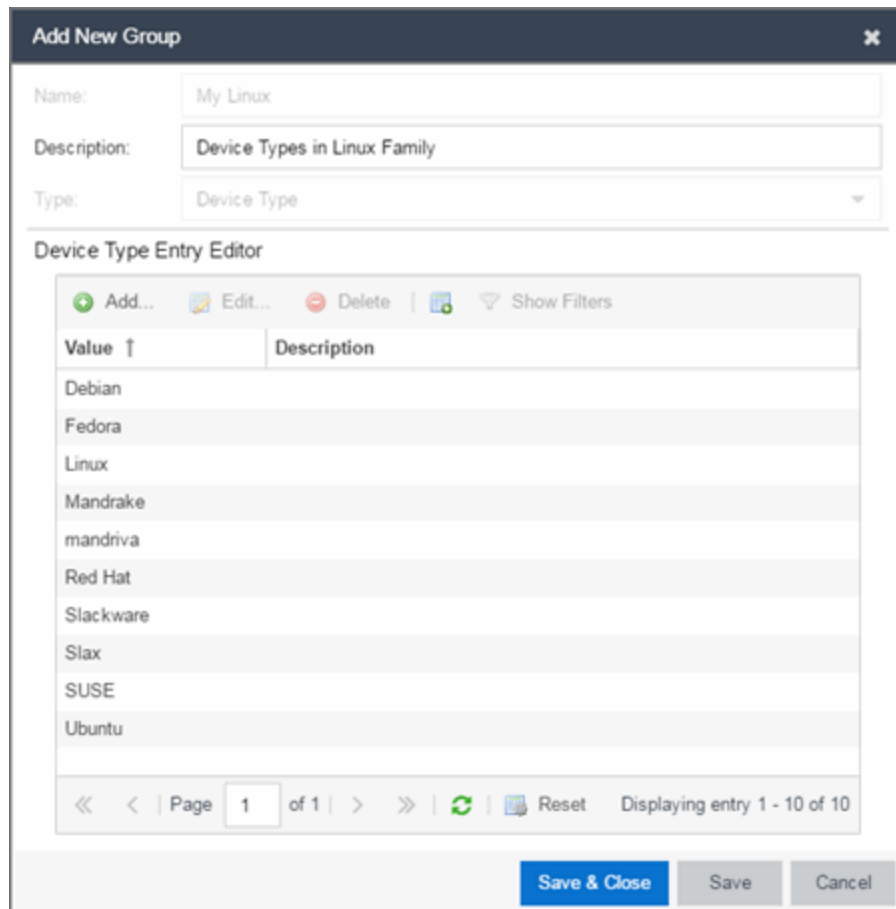 Add New Group
Name: My Linux
Description: Device Types in Linux Family
Type: Device Type
Device Type Entry Editor
Add... Edit... Delete Show Filters
Value ↑ Description
Debian
Fedora
Linux
Mandrake
mandriva
Red Hat
Slackware
Slax
SUSE
Ubuntu
Page 1 of 1 Reset Displaying entry 1 - 10 of 10
Save & Close Save Cancel